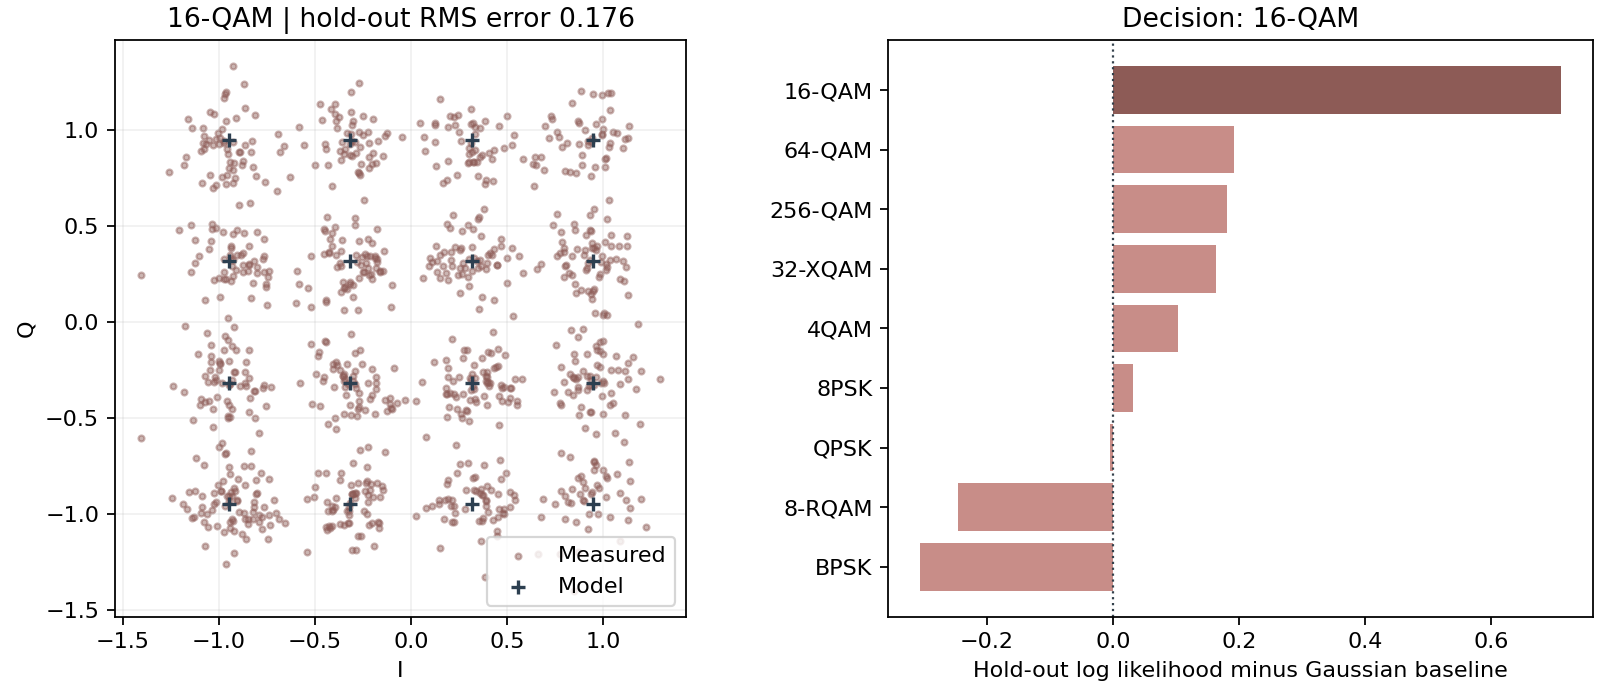 16-QAM | hold-out RMS error 0.176
1.0
0.5
0.0
−0.5
−1.0
−1.5
Q
Measured
Model
−1.5
−1.0
−0.5
0.0
0.5
1.0
I
Decision: 16-QAM
16-QAM
64-QAM
256-QAM
32-XQAM
4QAM
8PSK
QPSK
8-RQAM
BPSK
−0.2
0.0
0.2
0.4
0.6
Hold-out log likelihood minus Gaussian baseline